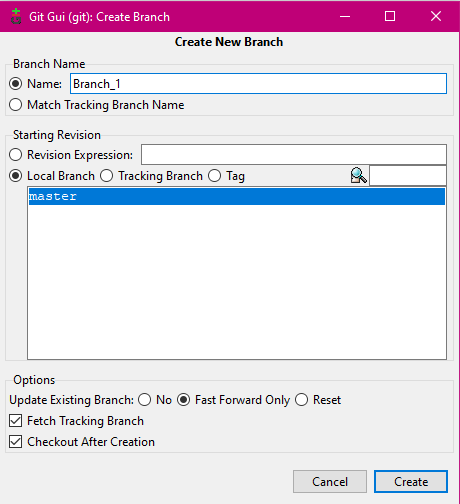 Git Gui (git): Create Branch
Create New Branch
Branch Name
Name: Branch_1
Match Tracking Branch Name
Starting Revision
Revision Expression:
Local Branch Tracking Branch Tag
master
Options
Update Existing Branch: No Fast Forward Only Reset
Fetch Tracking Branch
Checkout After Creation
Cancel Create